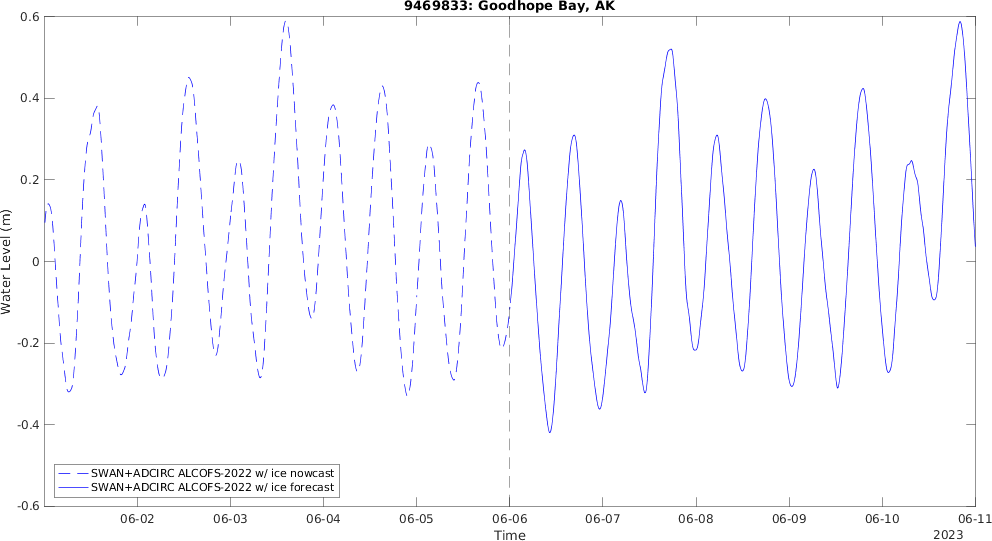 9469833: Goodhope Bay, AK
Water Level (m)
0.6
0.4
0.2
0
-0.2
-0.4
-0.6
SWAN+ADCIRC ALCOFS-2022 w/ ice nowcast
SWAN+ADCIRC ALCOFS-2022 w/ ice forecast
06-02 06-03 06-04 06-05 06-06 06-07 06-08 06-09 06-10 06-11
Time
2023